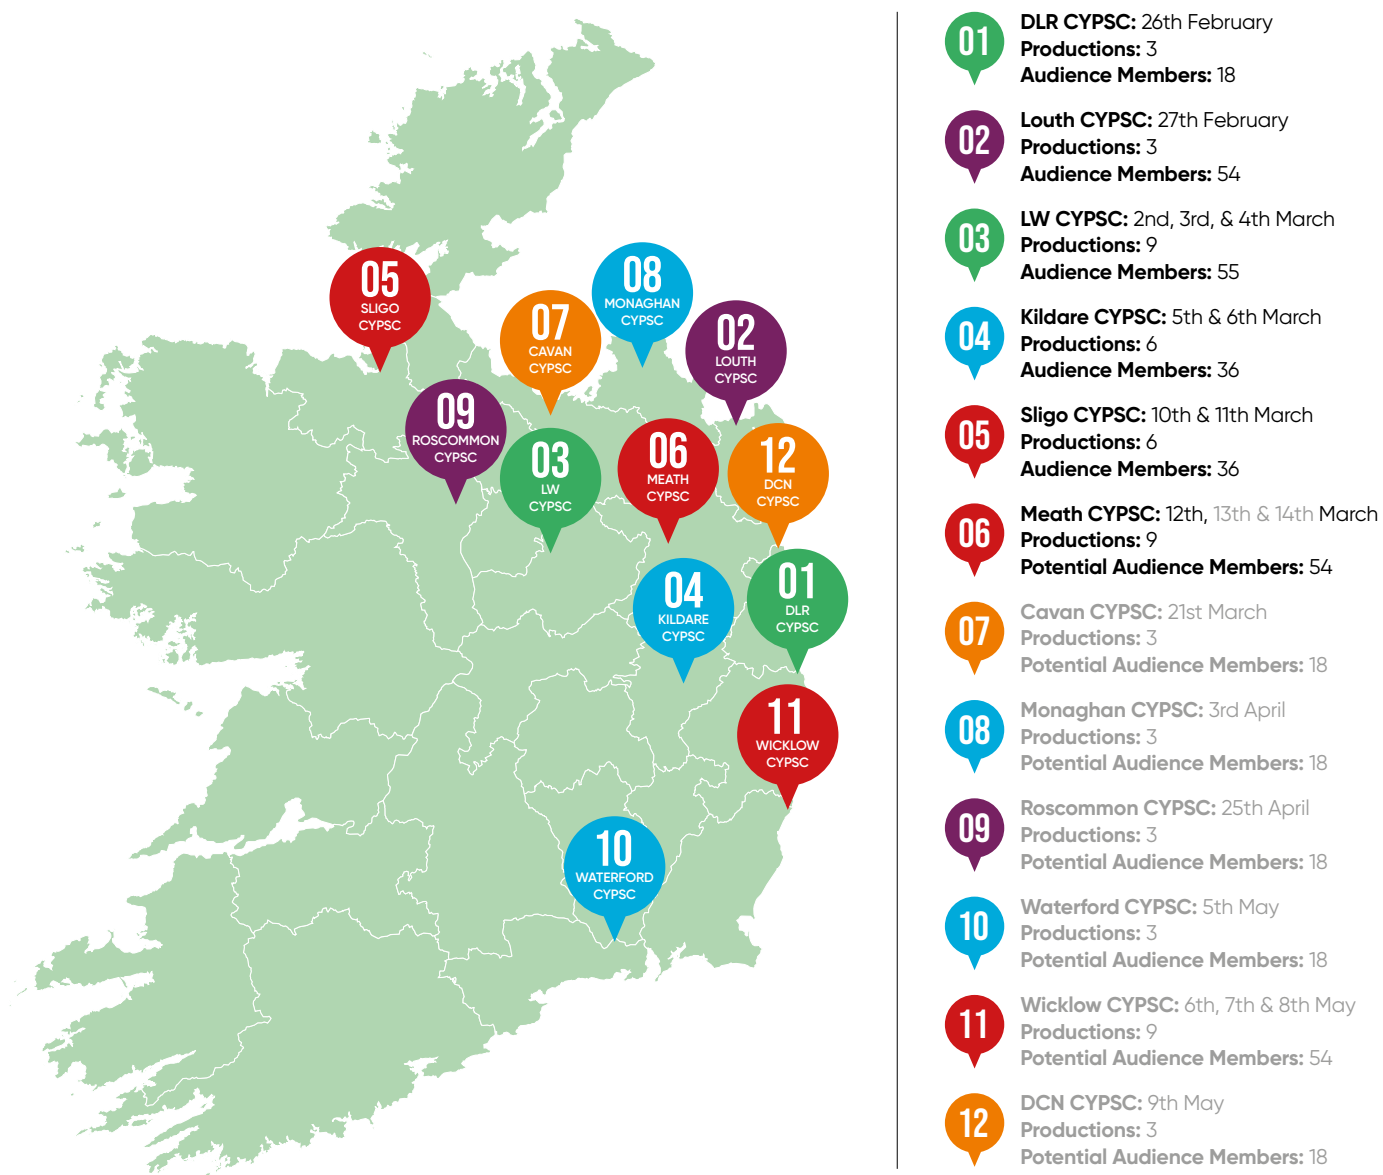 05
SLIGO
CYPSC
08
MONAGHAN
CYPSC
07
CAVAN
CYPSC
02
LOUTH
CYPSC
09
ROSCOMMON
CYPSC
03
LW
CYPSC
06
MEATH
CYPSC
12
DCN
CYPSC
04
KILDARE
CYPSC
01
DLR
CYPSC
11
WICKLOW
CYPSC
10
WATERFORD
CYPSC
01
DLR CYPSC: 26th February
Productions: 3
Audience Members: 18
02
Louth CYPSC: 27th February
Productions: 3
Audience Members: 54
03
LW CYPSC: 2nd, 3rd, & 4th March
Productions: 9
Audience Members: 55
04
Kildare CYPSC: 5th & 6th March
Productions: 6
Audience Members: 36
05
Sligo CYPSC: 10th & 11th March
Productions: 6
Audience Members: 36
06
Meath CYPSC: 12th, 13th & 14th March
Productions: 9
Potential Audience Members: 54
07
Cavan CYPSC: 21st March
Productions: 3
Potential Audience Members: 18
08
Monaghan CYPSC: 3rd April
Productions: 3
Potential Audience Members: 18
09
Roscommon CYPSC: 25th April
Productions: 3
Potential Audience Members: 18
10
Waterford CYPSC: 5th May
Productions: 3
Potential Audience Members: 18
11
Wicklow CYPSC: 6th, 7th & 8th May
Productions: 9
Potential Audience Members: 54
12
DCN CYPSC: 9th May
Productions: 3
Potential Audience Members: 18